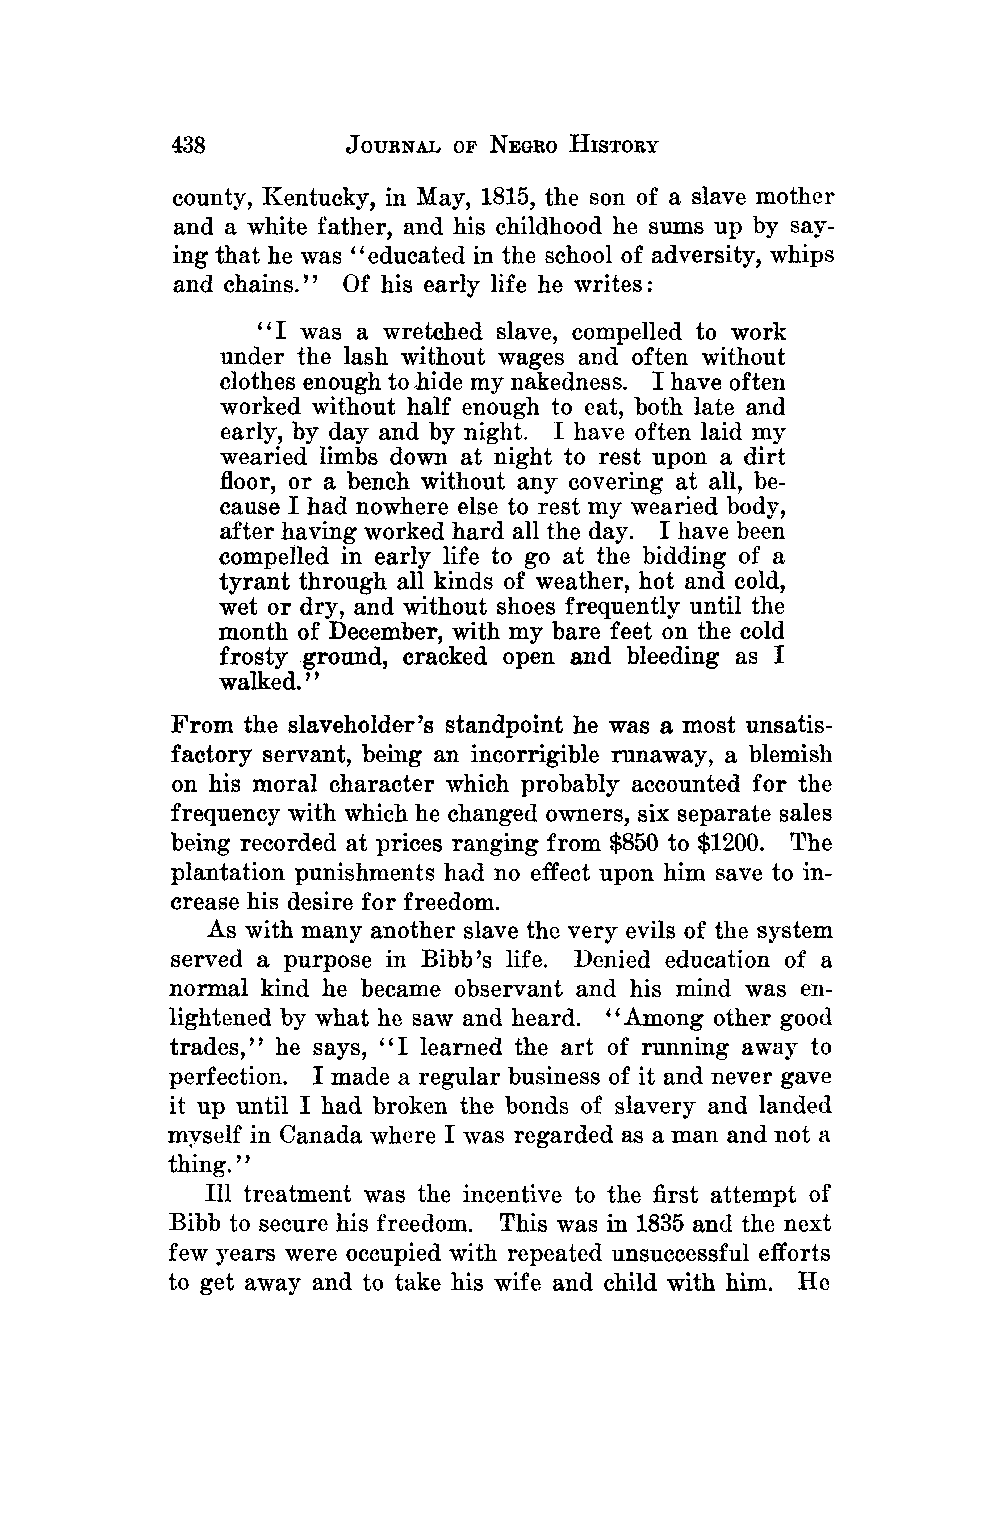 438 JOURNAL OF NEGRO HISTORY
county, Kentucky, in May, 1815, the son of a slave mother
and a white father, and his childhood he sums up by say-
ing that he was ‘‘educated in the school of adversity, whips
and chains.’’ Of his early life he writes:
‘‘I was a wretched slave, compelled to work
under the lash without wages and often without
clothes enough to hide my nakedness. I have often
worked without half enough to eat, both late and
early, by day and by night. I have often laid my
wearied limbs down at night to rest upon a dirt
floor, or a bench without any covering at all, be-
cause I had nowhere else to rest my wearied body,
after having worked hard all the day. I have been
compelled in early life to go at the bidding of a
tyrant through all kinds of weather, hot and cold,
wet or dry, and without shoes frequently until the
month of December, with my bare feet on the cold
frosty ground, cracked open and bleeding as I
walked.’’
From the slaveholder’s standpoint he was a most unsatis-
factory servant, being an incorrigible runaway, a blemish
on his moral character which probably accounted for the
frequency with which he changed owners, six separate sales
being recorded at prices ranging from $850 to $1200. The
plantation punishments had no effect upon him save to in-
crease his desire for freedom.
As with many another slave the very evils of the system
served a purpose in Bibb’s life. Denied education of a
normal kind he became observant and his mind was en-
lightened by what he saw and heard. ‘‘Among other good
trades,’’ he says, ‘‘I learned the art of running away to
perfection. I made a regular business of it and never gave
it up until I had broken the bonds of slavery and landed
myself in Canada where I was regarded as a man and not a
thing.’’
Ill treatment was the incentive to the first attempt of
Bibb to secure his freedom. This was in 1835 and the next
few years were occupied with repeated unsuccessful efforts
to get away and to take his wife and child with him. He